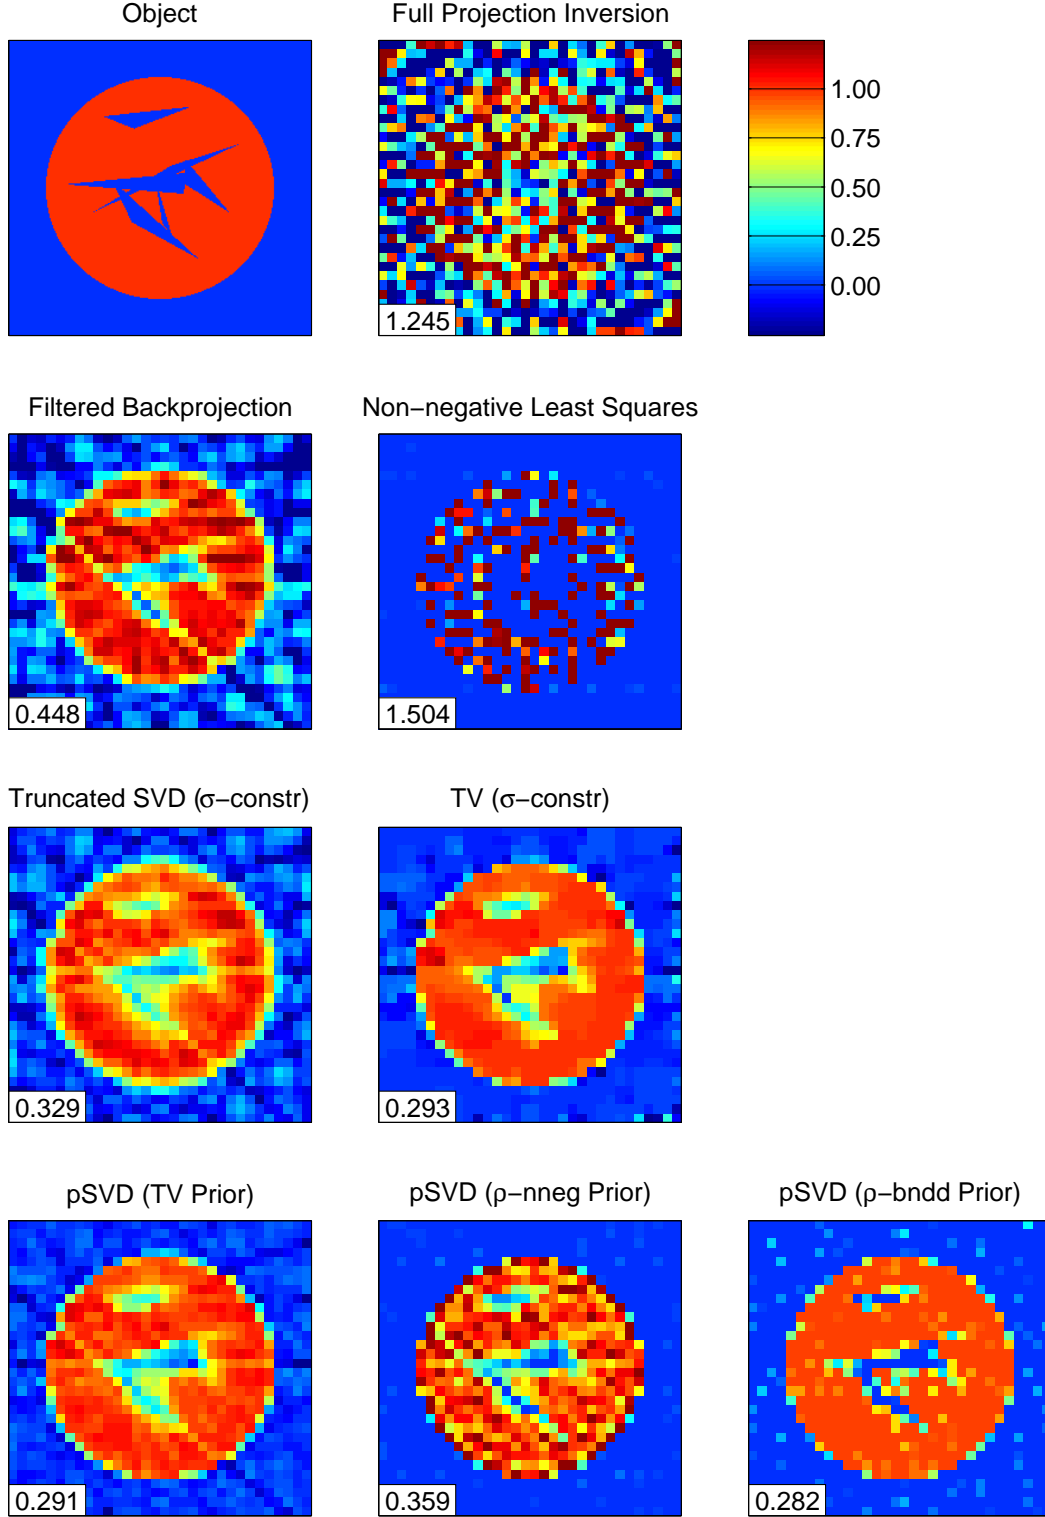 Object
Full Projection Inversion
1.00
0.75
0.50
0.25
0.00
1.245
Filtered Backprojection
Non−negative Least Squares
0.448
1.504
Truncated SVD (σ−constr)
TV (σ−constr)
0.329
0.293
pSVD (TV Prior)
pSVD (ρ−nneg Prior)
pSVD (ρ−bndd Prior)
0.291
0.359
0.282